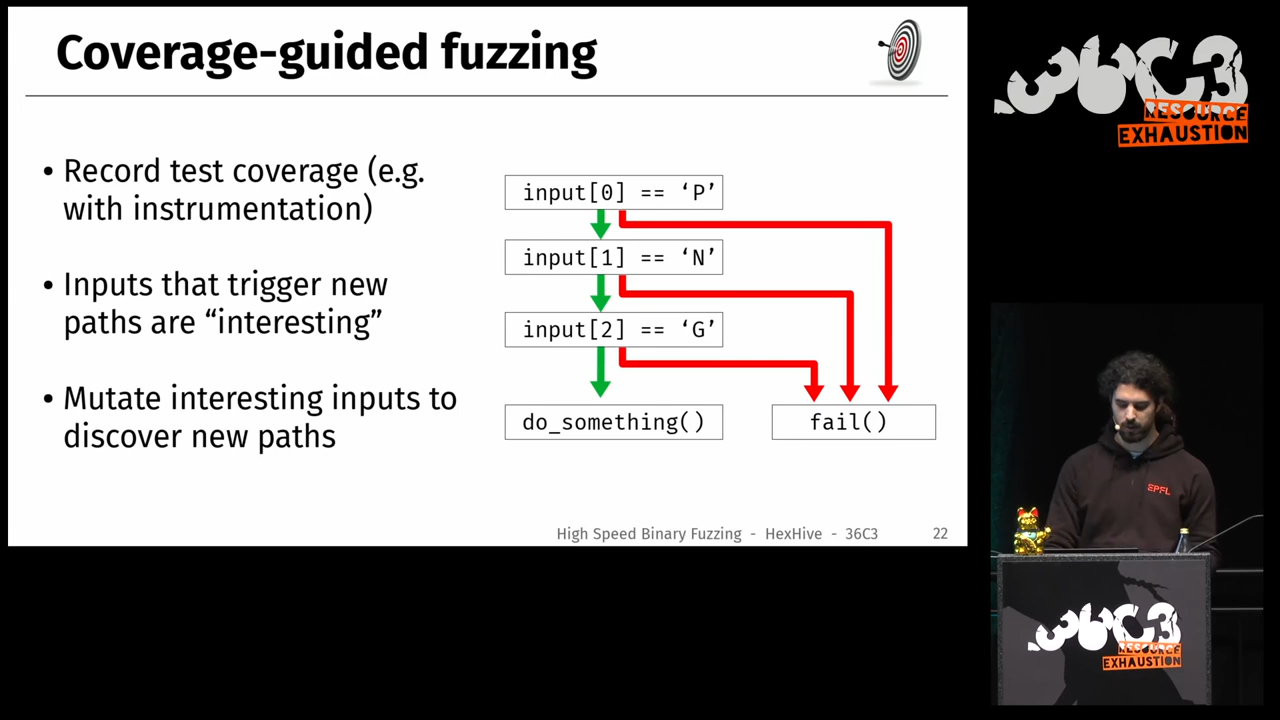 Coverage-guided fuzzing
• Record test coverage (e.g.
with instrumentation)
• Inputs that trigger new
paths are “interesting”
• Mutate interesting inputs to
discover new paths
input[0] == ‘P’
input[1] == ‘N’
input[2] == ‘G’
do_something()
fail()
High Speed Binary Fuzzing - HexHive - 36C3
22
36C3
RESOURCE
EXHAUSTION
EPFL
36C3
RESOURCE
EXHAUSTION